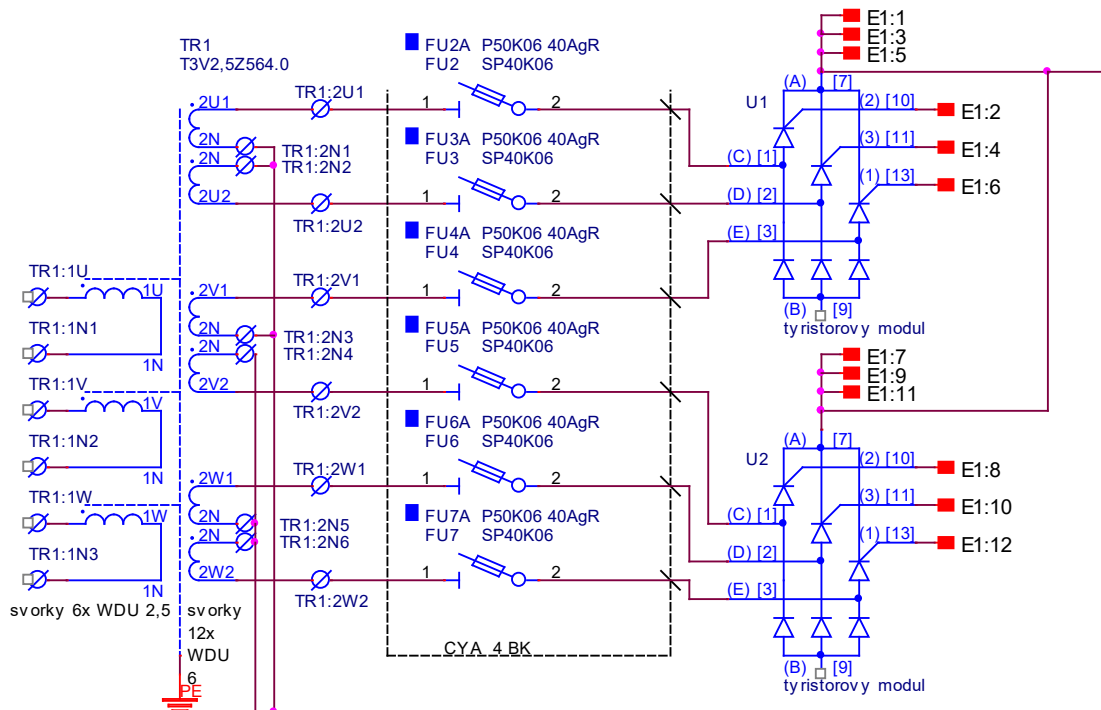 TR1
T3V2,5Z564.0
2U1
2N
2N
2U2
TR1:2U1
TR1:2N1
TR1:2N2
TR1:2U2
TR1:1U
1U
TR1:1N1
1N
TR1:1V
1V
TR1:1N2
1N
TR1:1W
1W
TR1:1N3
1N
svorky 6x WDU 2,5
2V1
2N
2N
2V2
TR1:2V1
TR1:2N3
TR1:2N4
TR1:2V2
2W1
2N
2N
2W2
TR1:2W1
TR1:2N5
TR1:2N6
TR1:2W2
svorky
12x
WDU
6
PE
FU2A P50K06 40AgR
FU2 SP40K06
1 2
FU3A P50K06 40AgR
FU3 SP40K06
1 2
FU4A P50K06 40AgR
FU4 SP40K06
1 2
FU5A P50K06 40AgR
FU5 SP40K06
1 2
FU6A P50K06 40AgR
FU6 SP40K06
1 2
FU7A P50K06 40AgR
FU7 SP40K06
1 2
CYA 4 BK
E1:1
E1:3
E1:5
U1
(A) [7]
(2) [10]
E1:2
(3) [11]
E1:4
(C) [1]
(1) [13]
E1:6
(D) [2]
(E) [3]
(B) [9]
tyristorovy modul
E1:7
E1:9
E1:11
U2
(A) [7]
(2) [10]
E1:8
(3) [11]
E1:10
(C) [1]
(1) [13]
E1:12
(D) [2]
(E) [3]
(B) [9]
tyristorovy modul